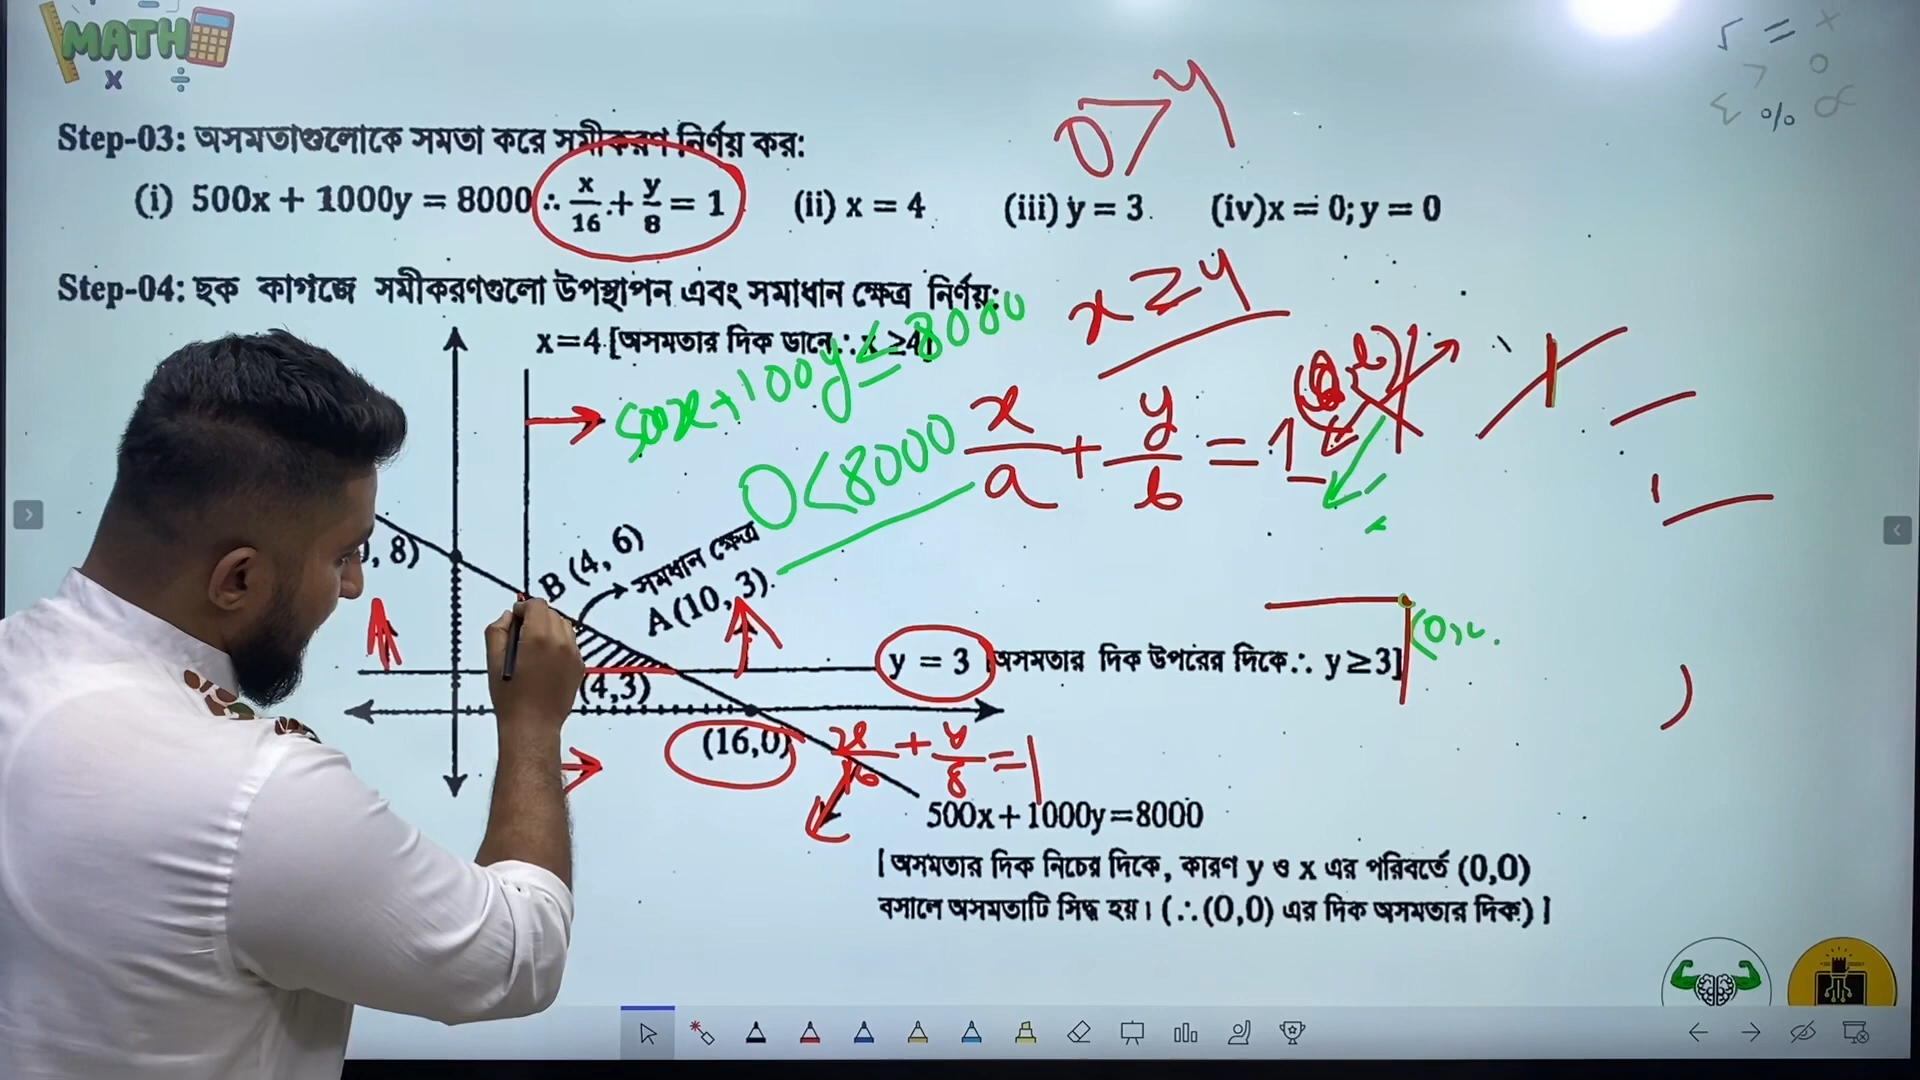 MATH
Step-03: অসমতাগুলোকে সমতা করে সমীকরণ নির্ণয় কর:
(i) 500x + 1000y = 8000 ∴ x/16 + y/8 = 1 (ii) x = 4 (iii) y = 3 (iv) x = 0; y = 0
0 > y
Step-04: ছক কাগজে সমীকরণগুলো উপস্থাপন এবং সমাধান ক্ষেত্র নির্ণয়:
x ≥ y
x=4 [অসমতার দিক ডানে ∴ x ≥4]
500x+100y ≤ 8000
0<8000
x/a + y/b = 1
, 8)
B (4, 6)
সমধান ক্ষেত্র
A (10, 3)
y = 3 [অসমতার দিক উপরের দিকে ∴ y≥3]
(4,3)
(16,0)
x/16 + y/8 = 1
500x+1000y=8000
[অসমতার দিক নিচের দিকে, কারণ y ও x এর পরিবর্তে (0,0)
বসালে অসমতাটি সিদ্ধ হয়। (∴(0,0) এর দিক অসমতার দিক)]